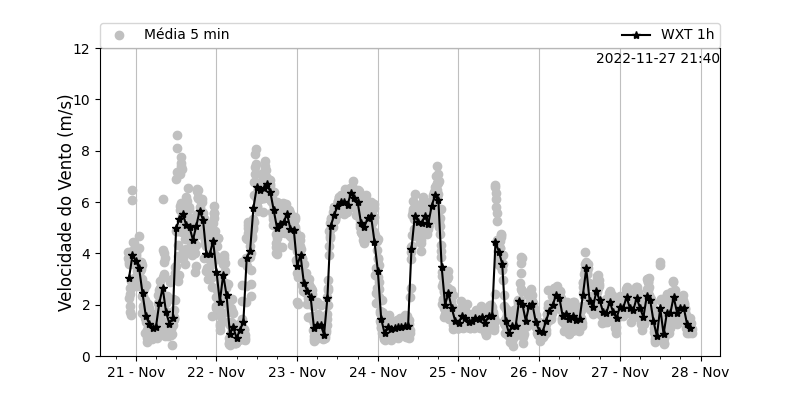 Média 5 min
WXT 1h
2022-11-27 21:40
12
10
8
6
4
2
0
Velocidade do Vento (m/s)
21 - Nov
22 - Nov
23 - Nov
24 - Nov
25 - Nov
26 - Nov
27 - Nov
28 - Nov